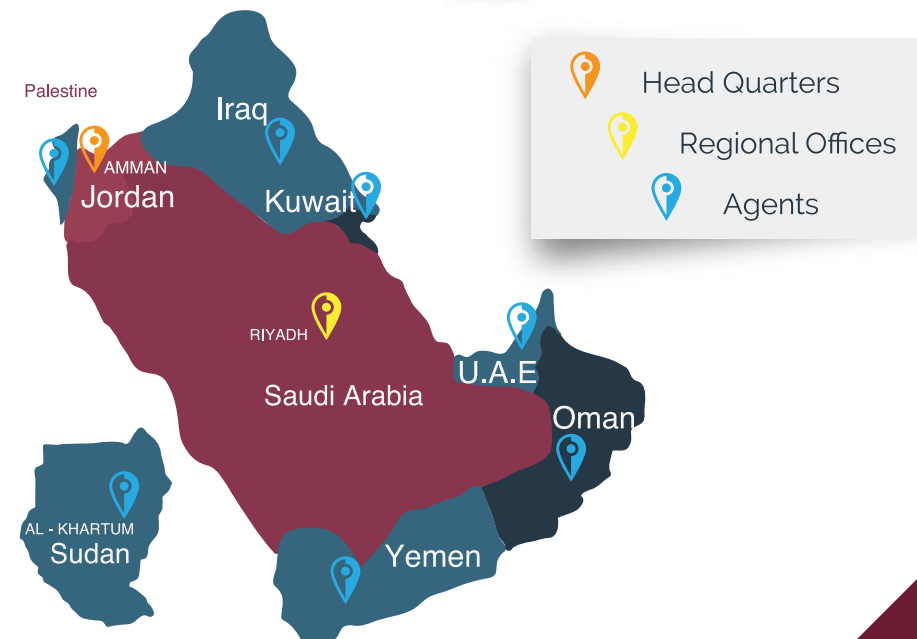 Palestine
Iraq
AMMAN
Jordan
Kuwait
RIYADH
Saudi Arabia
U.A.E
Oman
AL - KHARTUM
Sudan
Yemen
Head Quarters
Regional Offices
Agents